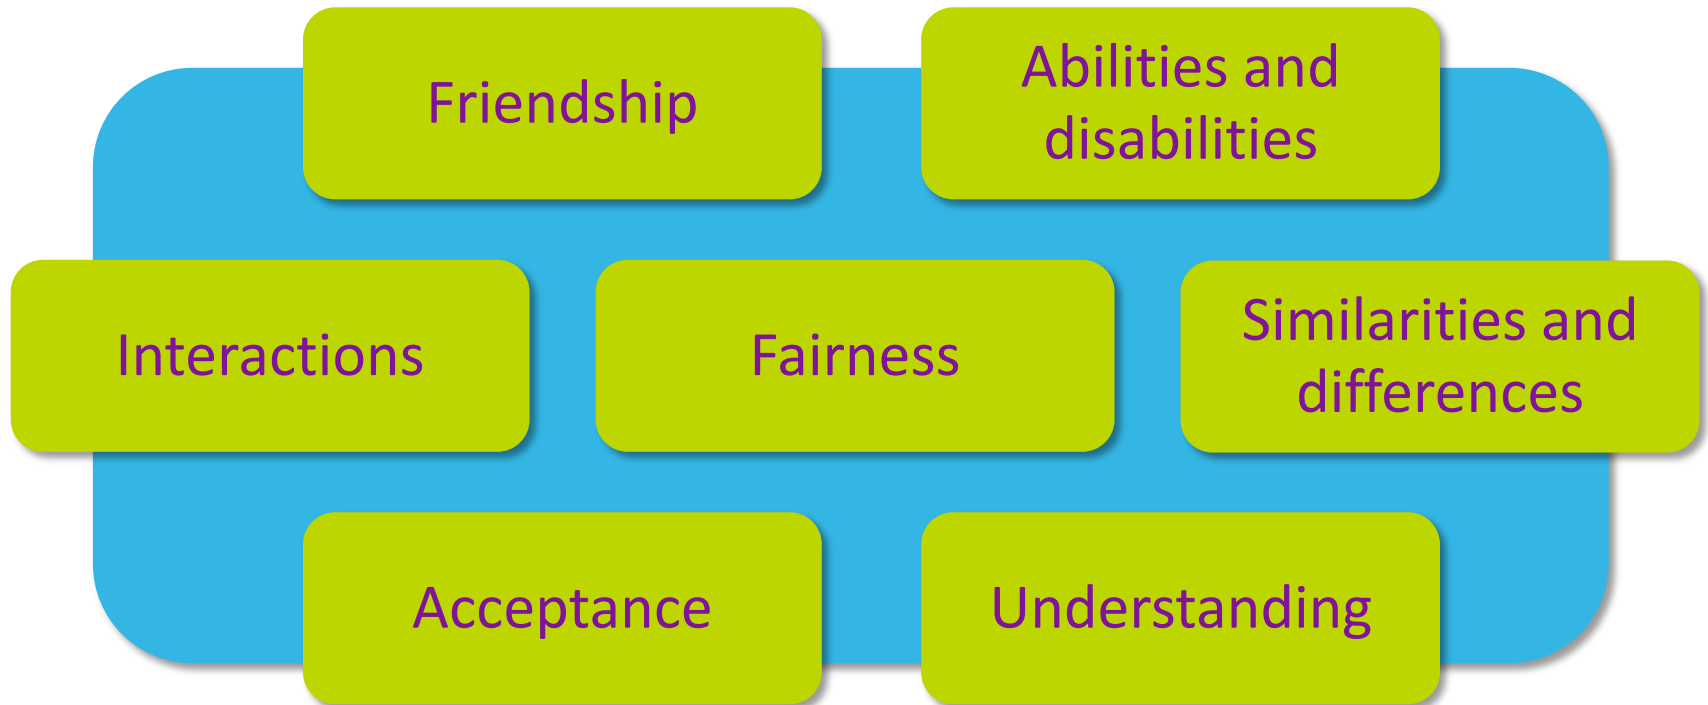 Friendship
Abilities and
disabilities
Interactions
Fairness
Similarities and
differences
Acceptance
Understanding